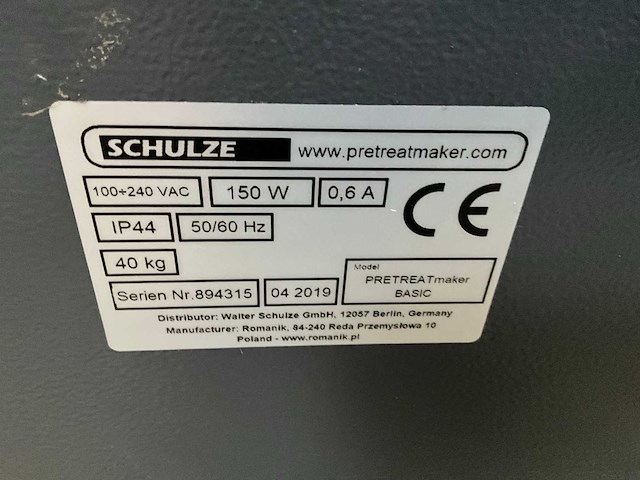 SCHULZE www.pretreatmaker.com
100÷240 VAC 150 W 0,6 A CE
IP44 50/60 Hz
40 kg
Model
PRETREATmaker
BASIC
Serien Nr.894315 04 2019
Distributor: Walter Schulze GmbH, 12057 Berlin, Germany
Manufacturer: Romanik, 84-240 Reda Przemysłowa 10
Poland - www.romanik.pl